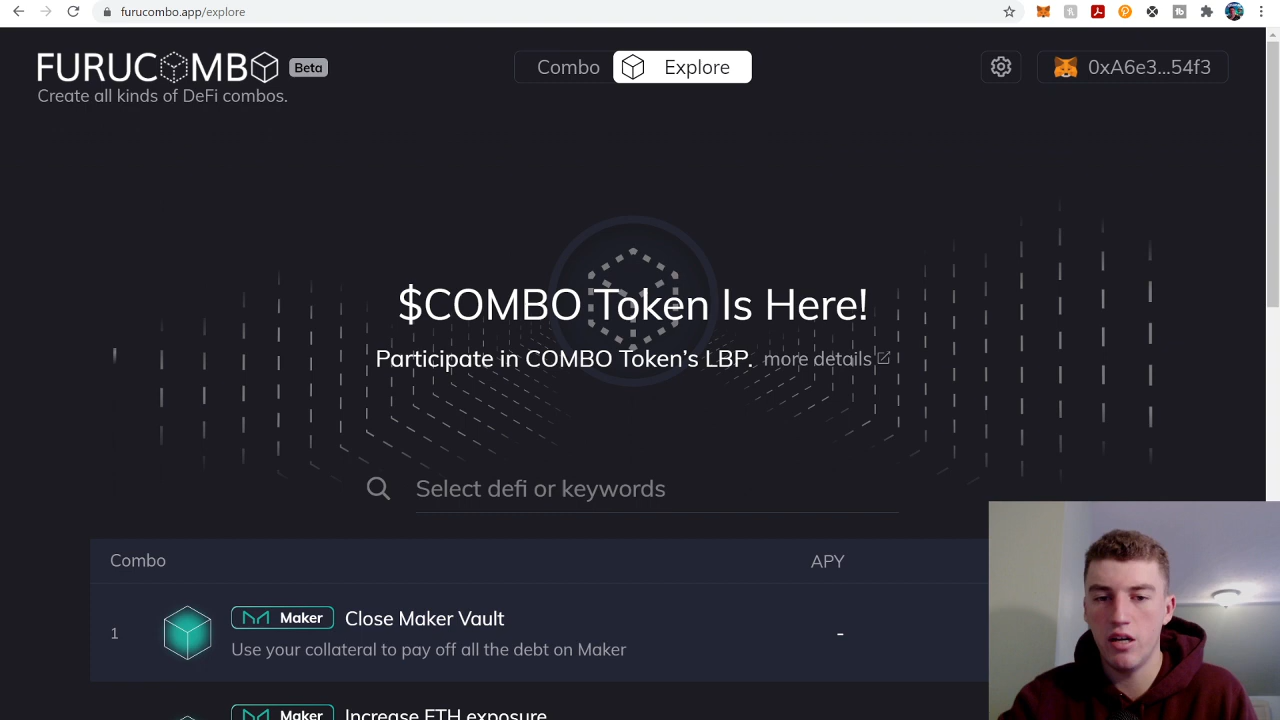 furucombo.app/explore
FURUCOMBO Beta
Create all kinds of DeFi combos.
Combo Explore
0xA6e3...54f3
$COMBO Token Is Here!
Participate in COMBO Token’s LBP. more details
Select defi or keywords
Combo APY
1 Maker Close Maker Vault -
Use your collateral to pay off all the debt on Maker
Maker Increase ETH exposure